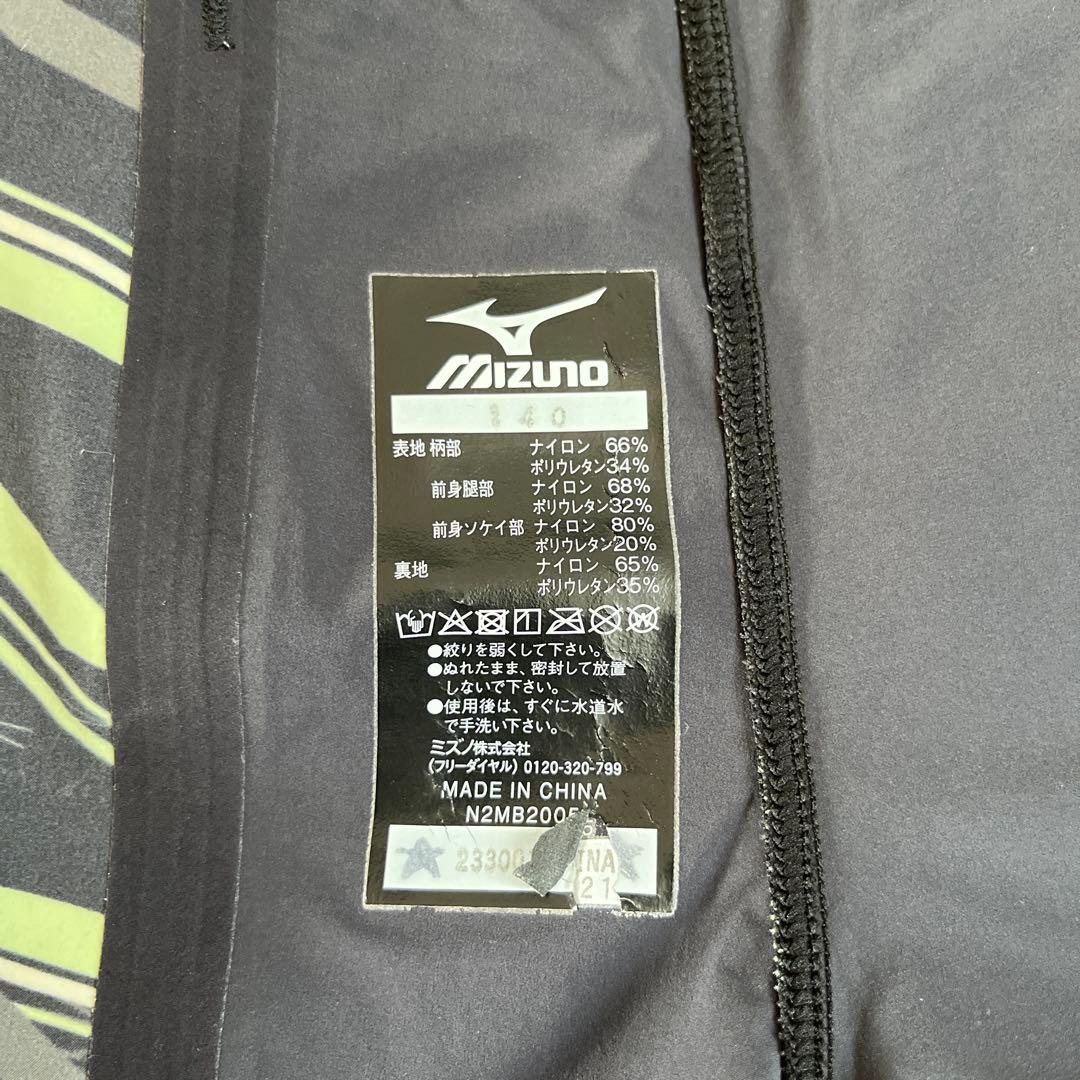 MIZUNO
140
表地 柄部 ナイロン 66%
ポリウレタン34%
前身腿部 ナイロン 68%
ポリウレタン32%
前身ソケイ部 ナイロン 80%
ポリウレタン20%
裏地 ナイロン 65%
ポリウレタン35%
●絞りを弱くして下さい。
●ぬれたまま、密封して放置
しないで下さい。
●使用後は、すぐに水道水
で手洗い下さい。
ミズノ株式会社
(フリーダイヤル) 0120-320-799
MADE IN CHINA